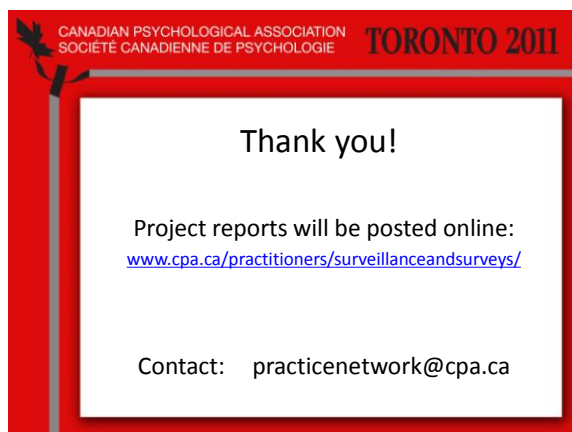 CANADIAN PSYCHOLOGICAL ASSOCIATION
SOCIÉTÉ CANADIENNE DE PSYCHOLOGIE
TORONTO 2011
Thank you!
Project reports will be posted online:
www.cpa.ca/practitioners/surveillanceandsurveys/
Contact: practicenetwork@cpa.ca